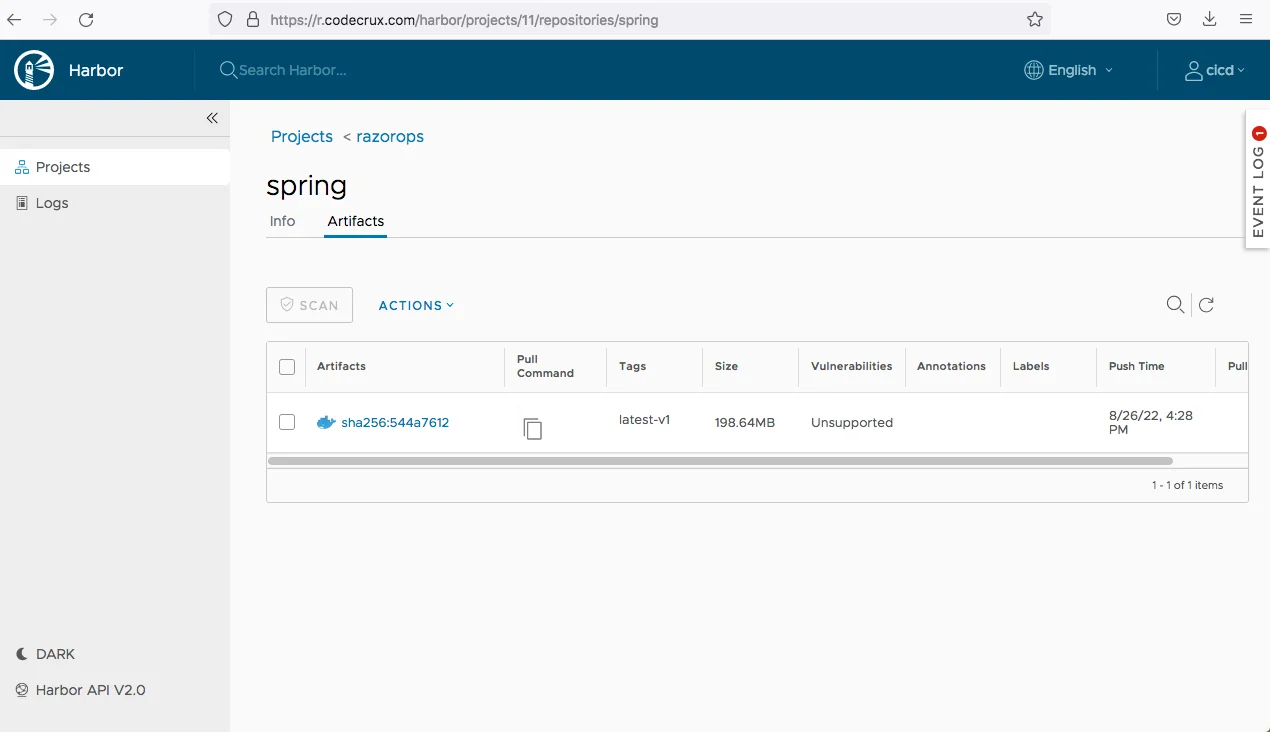 https://r.codecrux.com/harbor/projects/11/repositories/spring
Harbor
Search Harbor...
English
cicd
Projects
Logs
DARK
Harbor API V2.0
Projects < razorops
spring
Info Artifacts
SCAN ACTIONS
Artifacts Pull Command Tags Size Vulnerabilities Annotations Labels Push Time Pull
sha256:544a7612 latest-v1 198.64MB Unsupported 8/26/22, 4:28 PM
1 - 1 of 1 items
EVENT LOG 1